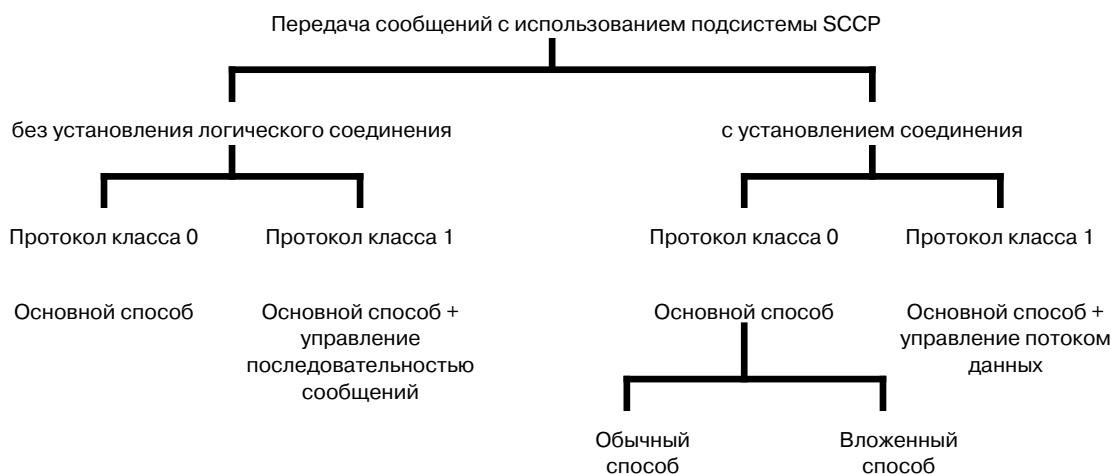 Передача сообщений с использованием подсистемы SCCP
без установления логического соединения
с установлением соединения
Протокол класса 0
Протокол класса 1
Протокол класса 0
Протокол класса 1
Основной способ
Основной способ +
управление
последовательностью
сообщений
Основной способ
Основной способ +
управление потоком
данных
Обычный
способ
Вложенный
способ